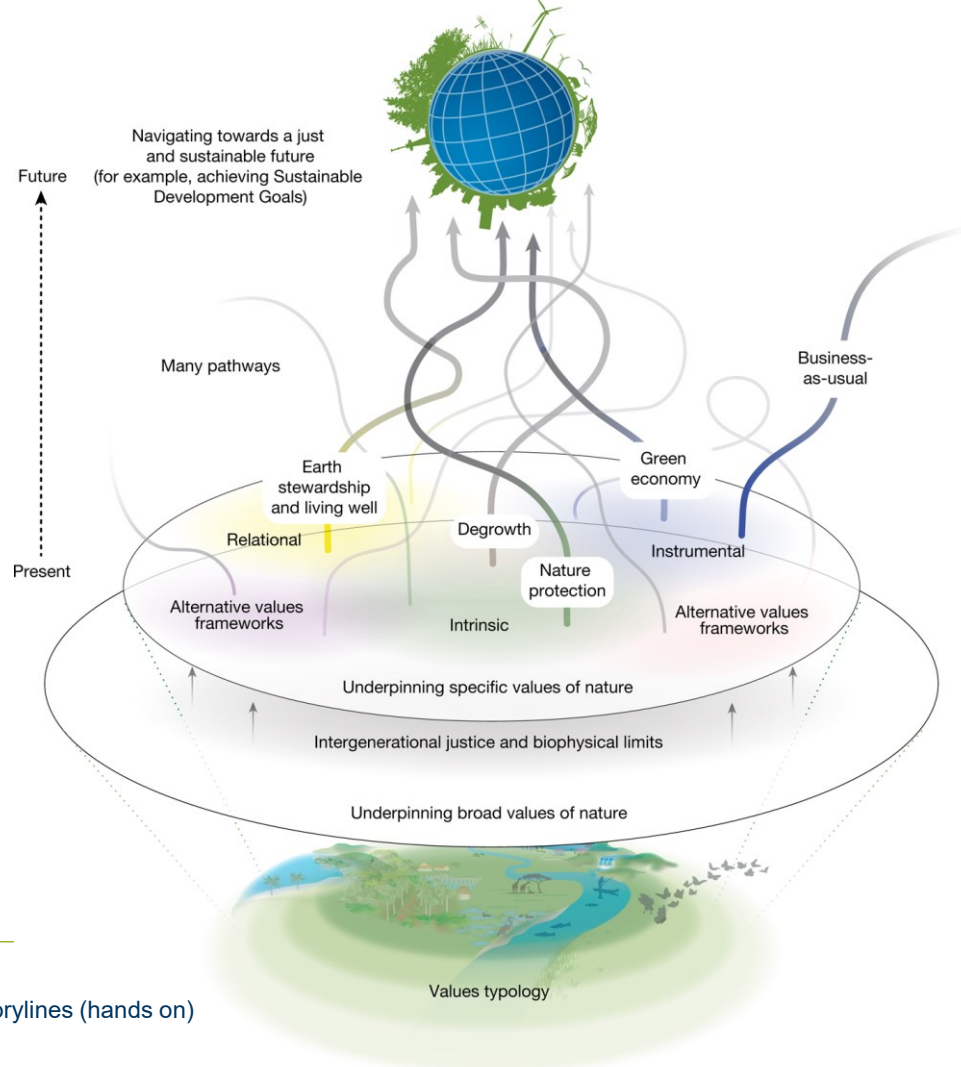 Navigating towards a just
and sustainable future
(for example, achieving Sustainable
Development Goals)
Future
Many pathways
Business-
as-usual
Earth
stewardship
and living well
Green
economy
Relational
Degrowth
Instrumental
Present
Nature
protection
Alternative values
frameworks
Intrinsic
Alternative values
frameworks
Underpinning specific values of nature
Intergenerational justice and biophysical limits
Underpinning broad values of nature
Values typology
orylines (hands on)